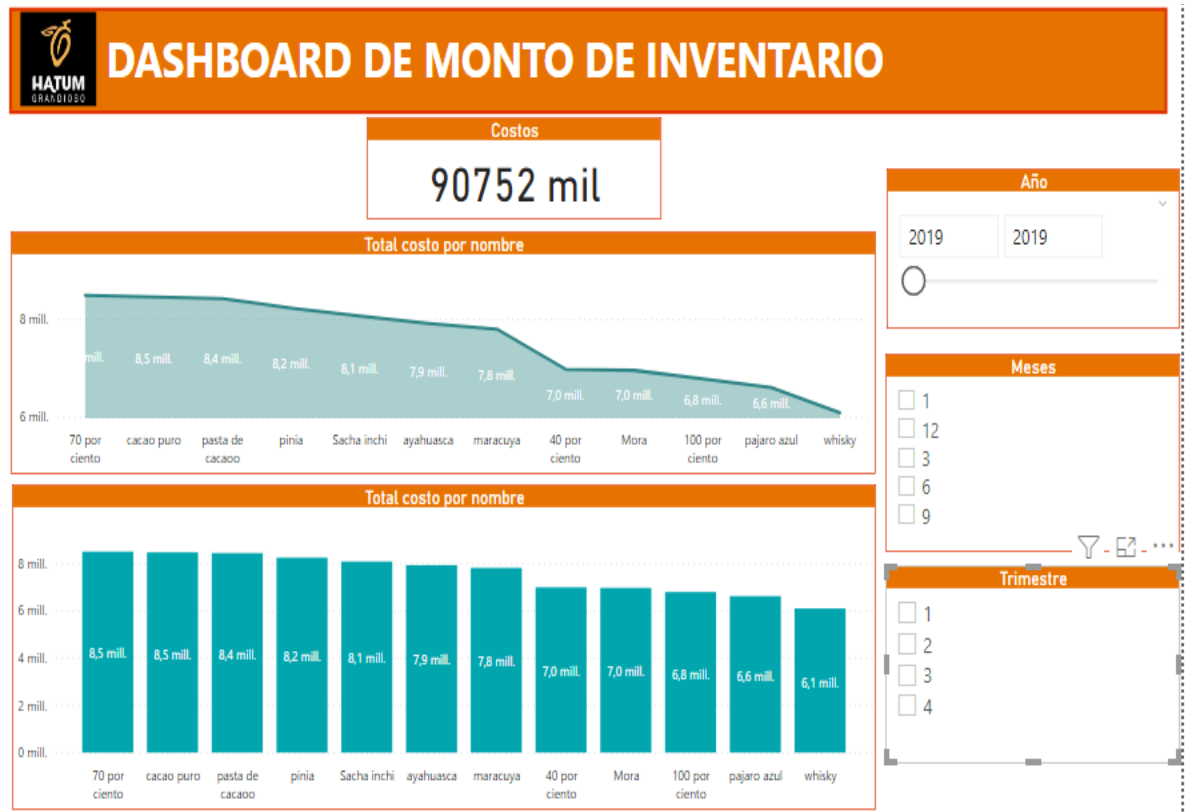 HATUM
GRANDIOSO
DASHBOARD DE MONTO DE INVENTARIO
Costos
90752 mil
Total costo por nombre
8 mill.
6 mill.
mill.
8,5 mill.
8,4 mill.
8,2 mill.
8,1 mill.
7,9 mill.
7,8 mill.
7,0 mill.
7,0 mill.
6,8 mill.
6,6 mill.
70 por
ciento
cacao puro
pasta de
cacaoo
pinia
Sacha inchi
ayahuasca
maracuya
40 por
ciento
Mora
100 por
ciento
pajaro azul
whisky
Total costo por nombre
8 mill.
6 mill.
4 mill.
2 mill.
0 mill.
8,5 mill.
8,5 mill.
8,4 mill.
8,2 mill.
8,1 mill.
7,9 mill.
7,8 mill.
7,0 mill.
7,0 mill.
6,8 mill.
6,6 mill.
6,1 mill.
70 por
ciento
cacao puro
pasta de
cacaoo
pinia
Sacha inchi
ayahuasca
maracuya
40 por
ciento
Mora
100 por
ciento
pajaro azul
whisky
Año
2019
2019
Meses
1
12
3
6
9
Trimestre
1
2
3
4